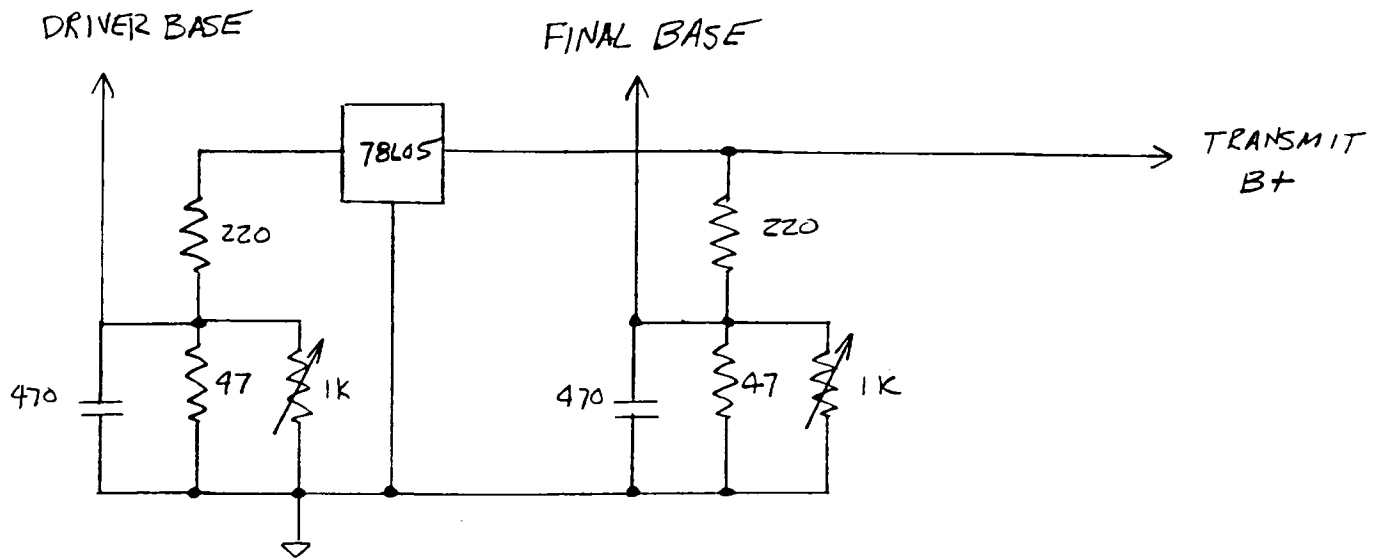 DRIVER BASE
FINAL BASE
78L05
TRANSMIT
B+
220
220
470
47
1K
470
47
1K